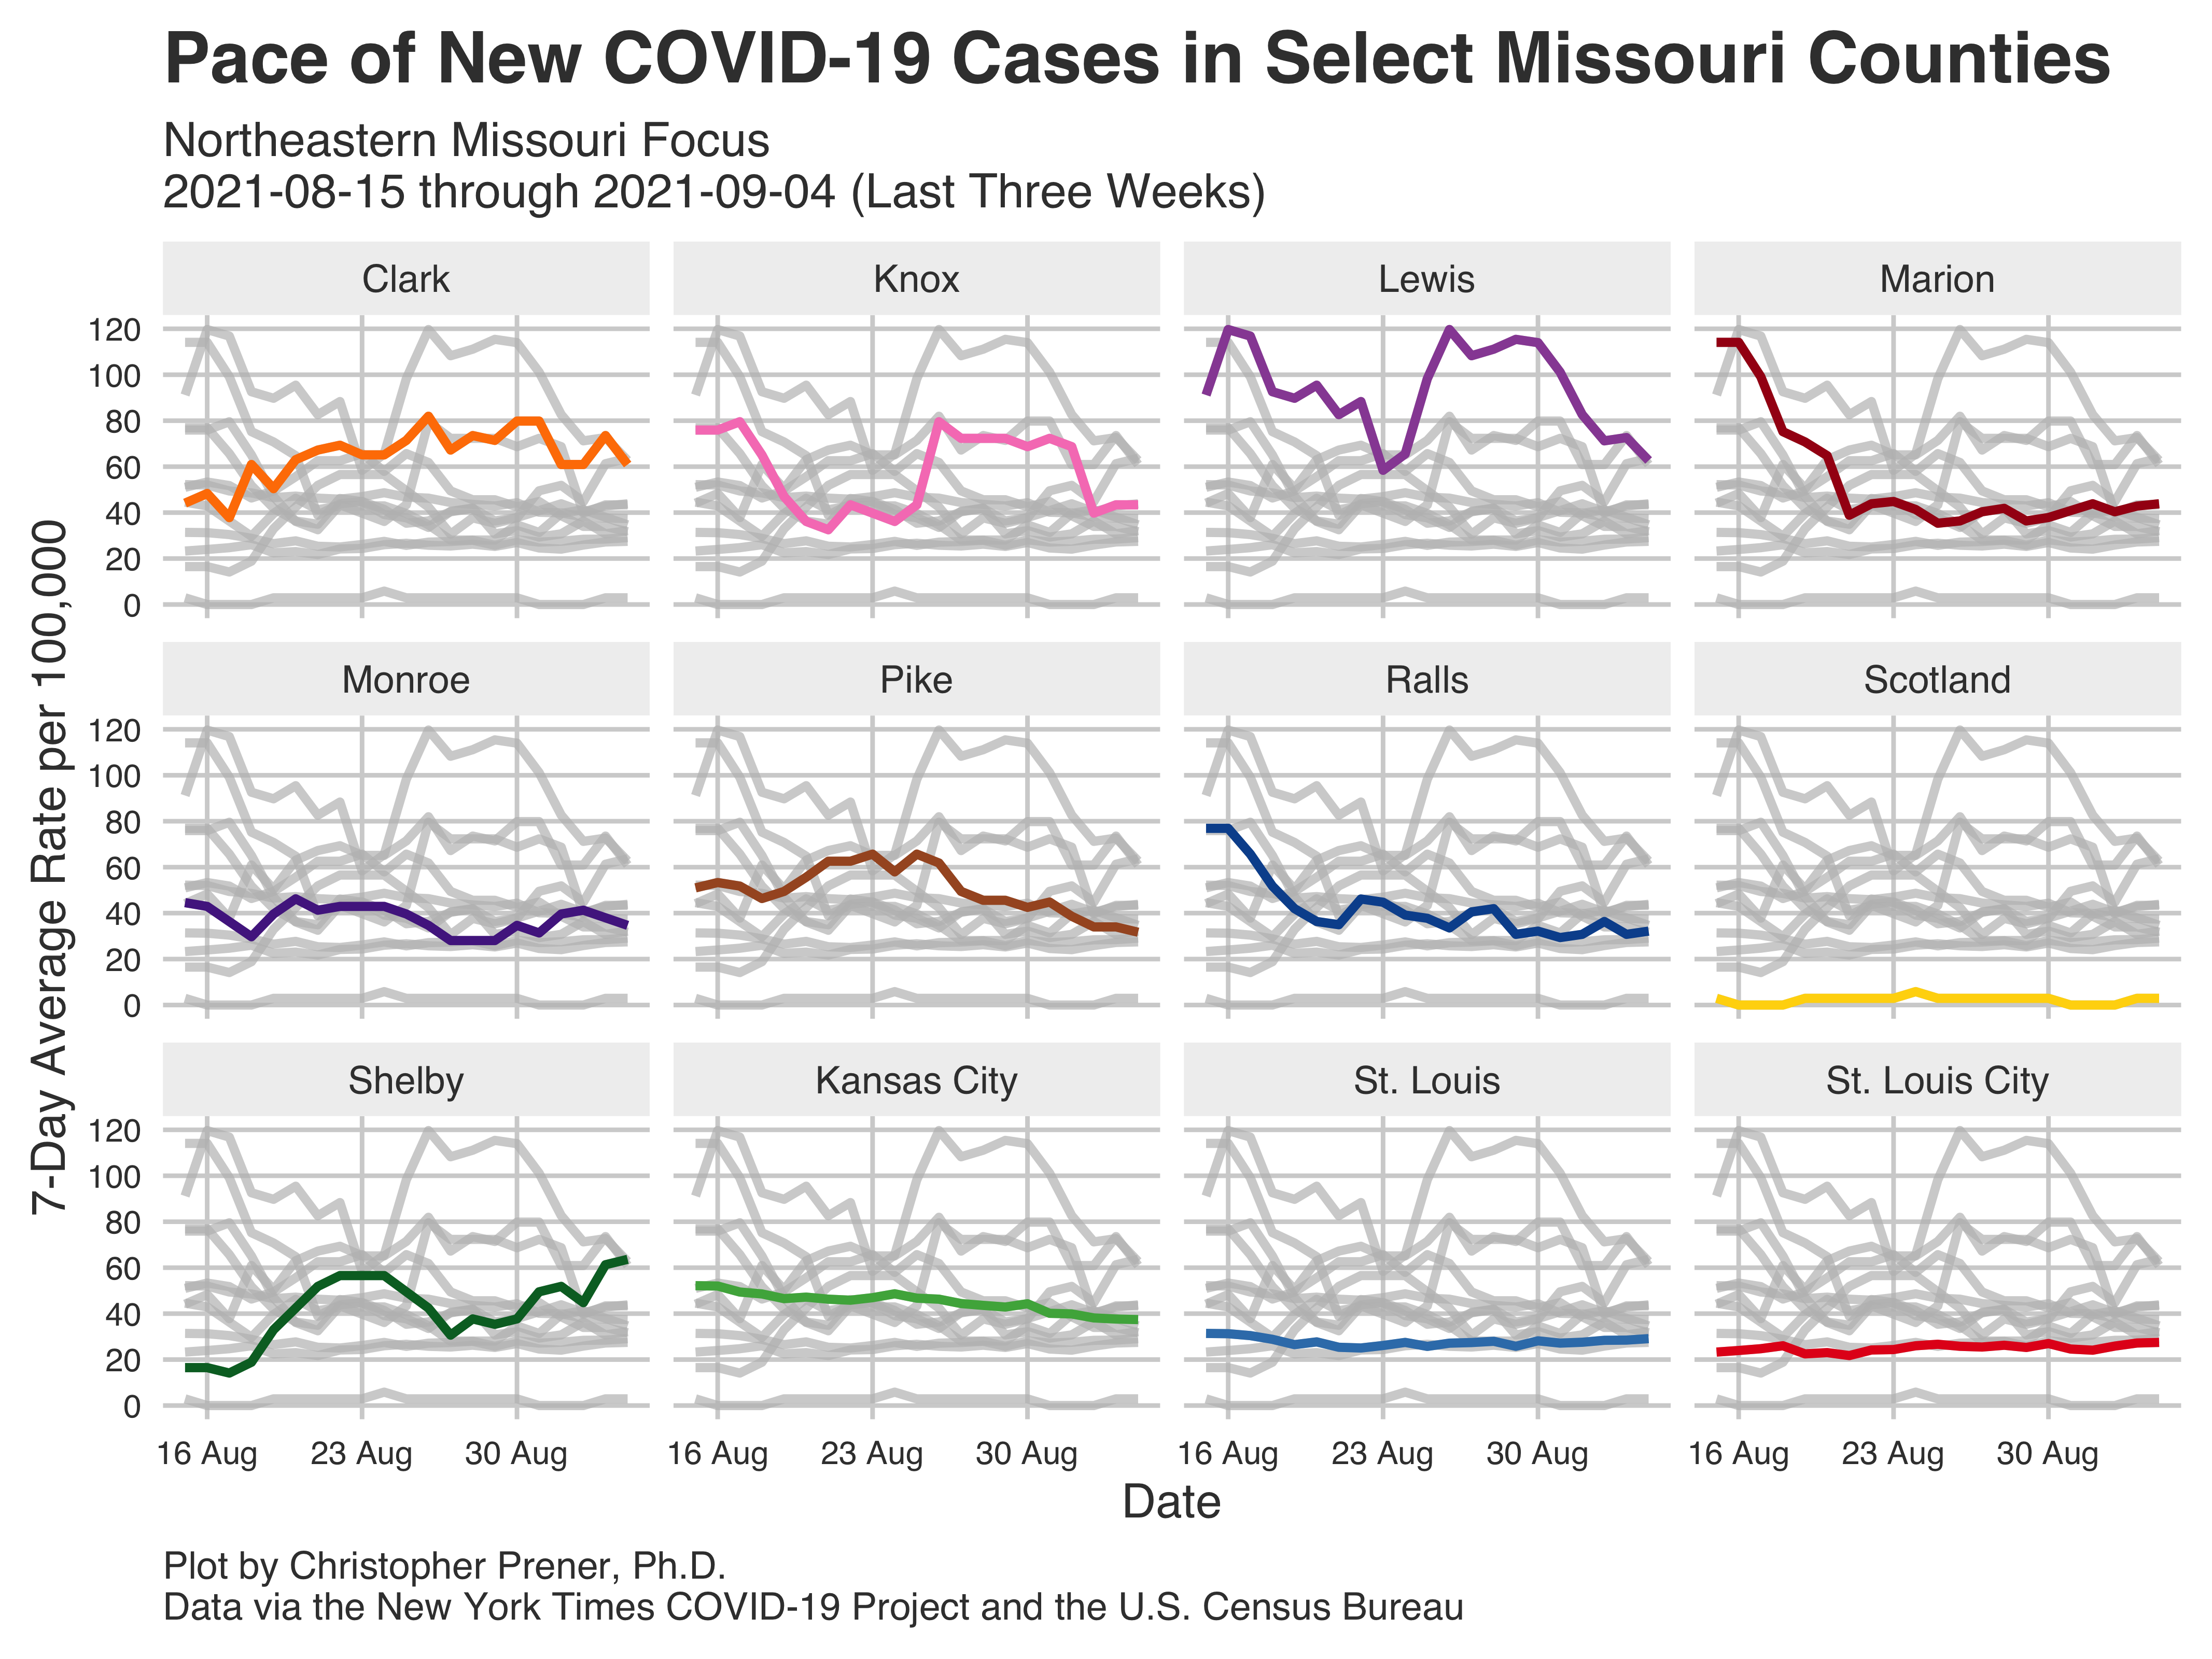 Pace of New COVID-19 Cases in Select Missouri Counties
Northeastern Missouri Focus
2021-08-15 through 2021-09-04 (Last Three Weeks)
7-Day Average Rate per 100,000
Clark
Knox
Lewis
Marion
120
100
80
60
40
20
0
Monroe
Pike
Ralls
Scotland
120
100
80
60
40
20
0
Shelby
Kansas City
St. Louis
St. Louis City
120
100
80
60
40
20
0
16 Aug 23 Aug 30 Aug
16 Aug 23 Aug 30 Aug
16 Aug 23 Aug 30 Aug
16 Aug 23 Aug 30 Aug
Date
Plot by Christopher Prener, Ph.D.
Data via the New York Times COVID-19 Project and the U.S. Census Bureau